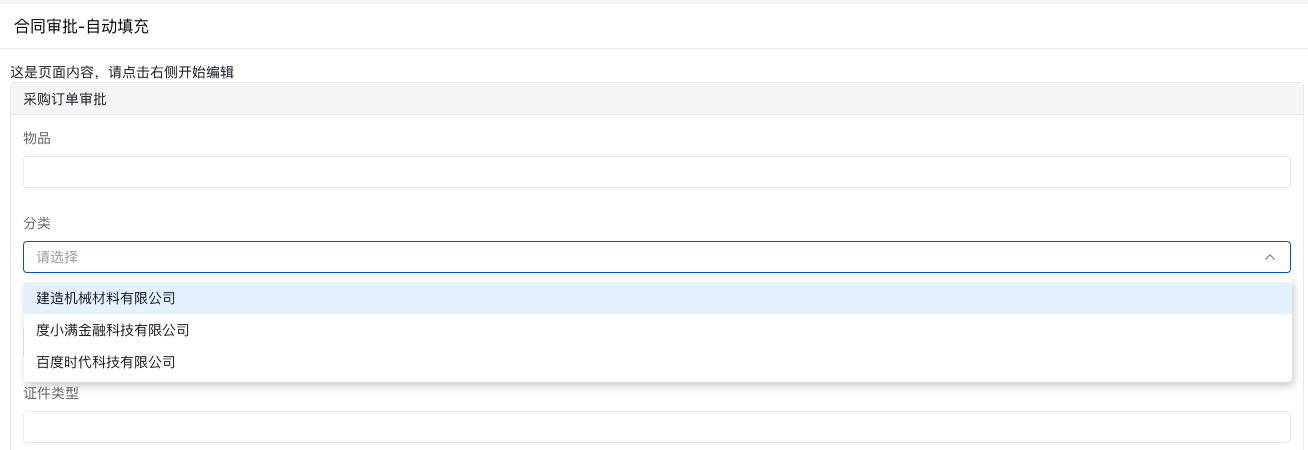 合同审批-自动填充
这是页面内容，请点击右侧开始编辑
采购订单审批
物品
分类
请选择
建造机械材料有限公司
度小满金融科技有限公司
百度时代科技有限公司
证件类型